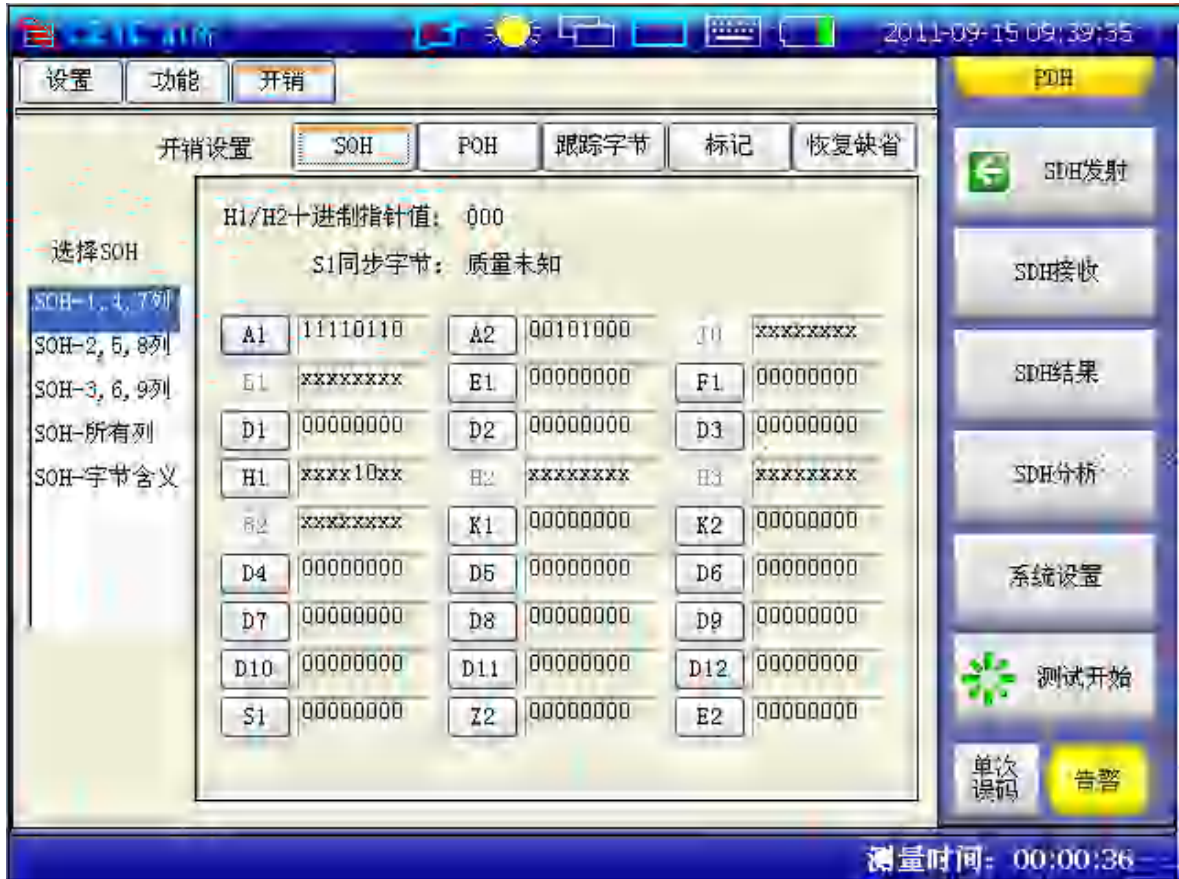 2011-09-15 09:39:35
设置 功能 开销
PDH
开销设置 SOH POH 跟踪字节 标记 恢复缺省
SDH发射
H1/H2十进制指针值: 000
选择SOH
S1同步字节: 质量未知
SDH接收
SOH-1,4,7列
A1 11110110 A2 00101000 J0 xxxxxxxx
SOH-2,5,8列
SOH-3,6,9列
B1 xxxxxxxx E1 00000000 F1 00000000
SDH结果
SOH-所有列
D1 00000000 D2 00000000 D3 00000000
SOH-字节含义
H1 xxxx10xx H2 xxxxxxxx H3 xxxxxxxx
SDH分析
B2 xxxxxxxx K1 00000000 K2 00000000
D4 00000000 D5 00000000 D6 00000000
系统设置
D7 00000000 D8 00000000 D9 00000000
D10 00000000 D11 00000000 D12 00000000
测试开始
S1 00000000 Z2 00000000 E2 00000000
单次
误码
告警
测量时间: 00:00:36